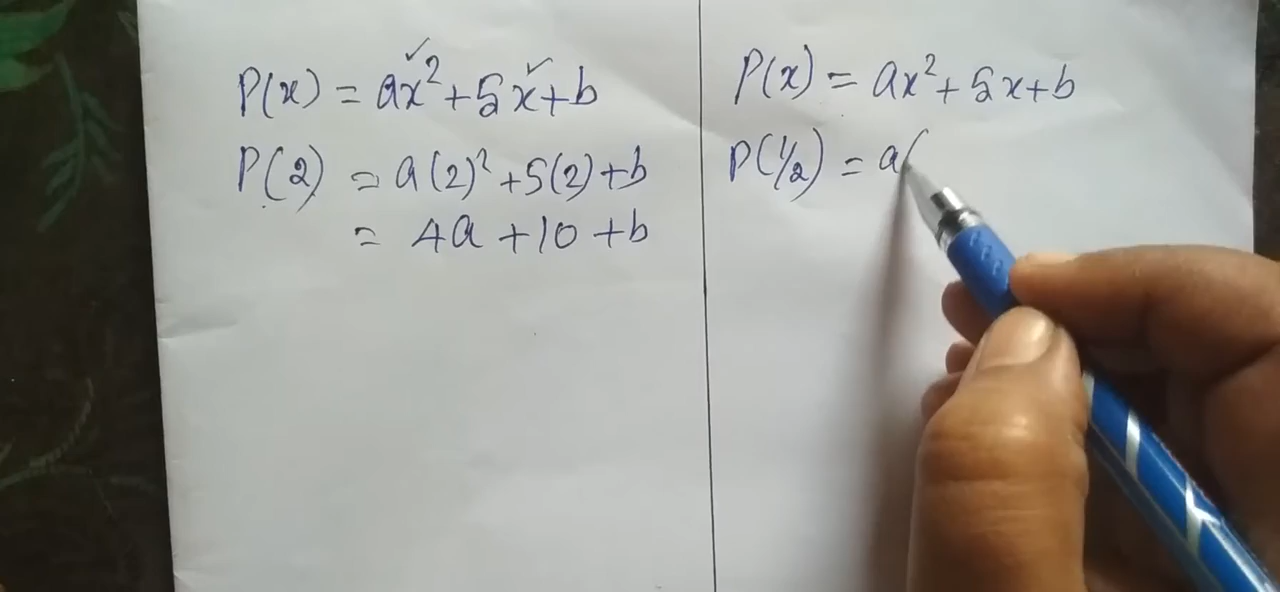 P(x) = ax² + 5x + b
P(2) = a(2)² + 5(2) + b
= 4a + 10 + b
P(x) = ax² + 5x + b
P(1/2) = a(